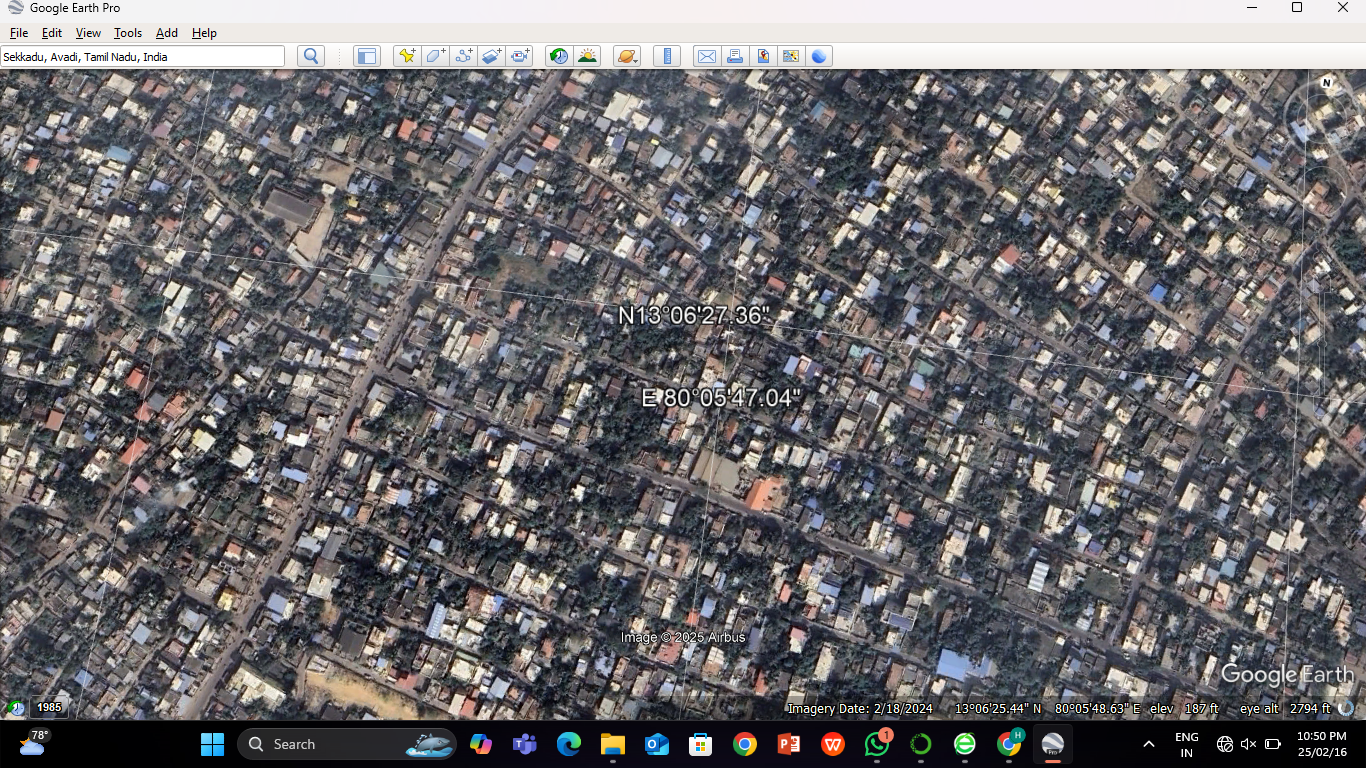 Google Earth Pro
File Edit View Tools Add Help
Sekkadu, Avadi, Tamil Nadu, India
N
N13°06'27.36"
E 80°05'47.04"
Image © 2025 Airbus
Google Earth
1985
Imagery Date: 2/18/2024 13°06'25.44" N 80°05'48.63" E elev 187 ft eye alt 2794 ft
78°
Search
1
H
Pro
ENG
IN
10:50 PM
25/02/16